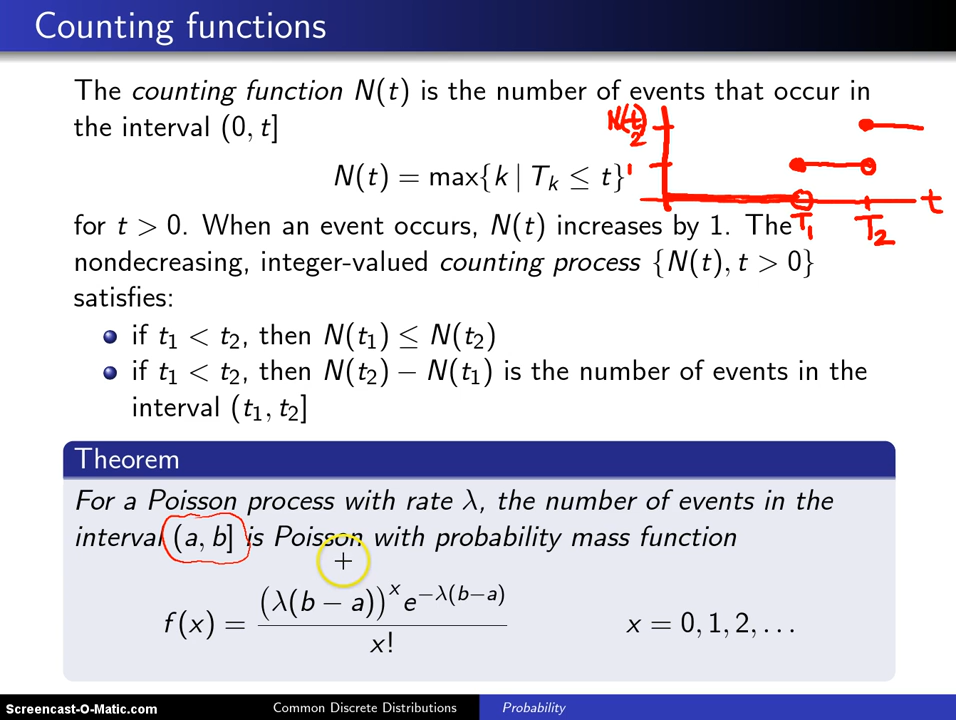 Counting functions
The counting function N(t) is the number of events that occur in
the interval (0, t]
N(t)
2
1
N(t) = max{k | T_k ≤ t}
t
T_1
T_2
for t > 0. When an event occurs, N(t) increases by 1. The
nondecreasing, integer-valued counting process {N(t), t > 0}
satisfies:
if t_1 < t_2, then N(t_1) ≤ N(t_2)
if t_1 < t_2, then N(t_2) − N(t_1) is the number of events in the
interval (t_1, t_2]
Theorem
For a Poisson process with rate λ, the number of events in the
interval (a, b] is Poisson with probability mass function
f(x) = (λ(b − a))^x e^{−λ(b−a)} / x! x = 0, 1, 2, . . .
Screencast-O-Matic.com Common Discrete Distributions Probability